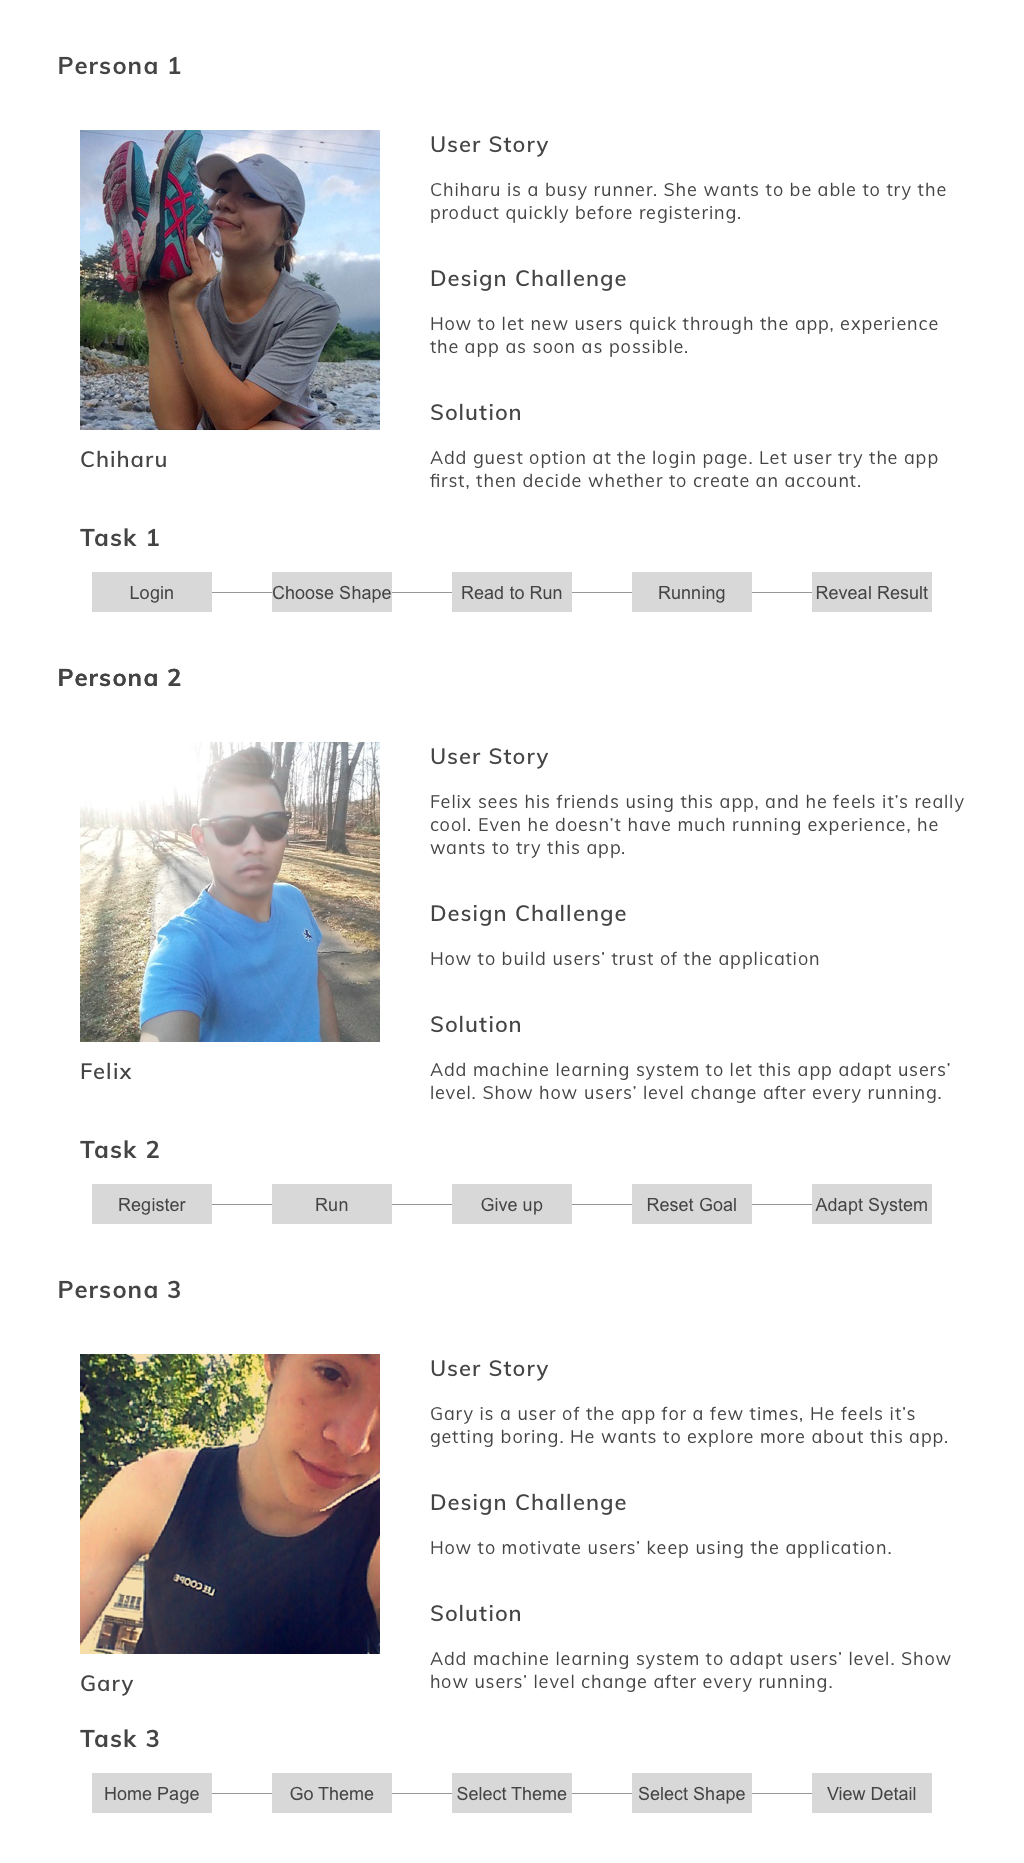 Persona 1
User Story
Chiharu is a busy runner. She wants to be able to try the
product quickly before registering.
Design Challenge
How to let new users quick through the app, experience
the app as soon as possible.
Solution
Add guest option at the login page. Let user try the app
first, then decide whether to create an account.
Chiharu
Task 1
Login
Choose Shape
Read to Run
Running
Reveal Result
Persona 2
User Story
Felix sees his friends using this app, and he feels it’s really
cool. Even he doesn’t have much running experience, he
wants to try this app.
Design Challenge
How to build users’ trust of the application
Solution
Add machine learning system to let this app adapt users’
level. Show how users’ level change after every running.
Felix
Task 2
Register
Run
Give up
Reset Goal
Adapt System
Persona 3
User Story
Gary is a user of the app for a few times, He feels it’s
getting boring. He wants to explore more about this app.
Design Challenge
How to motivate users’ keep using the application.
Solution
Add machine learning system to adapt users’ level. Show
how users’ level change after every running.
LEE COOPE
Gary
Task 3
Home Page
Go Theme
Select Theme
Select Shape
View Detail